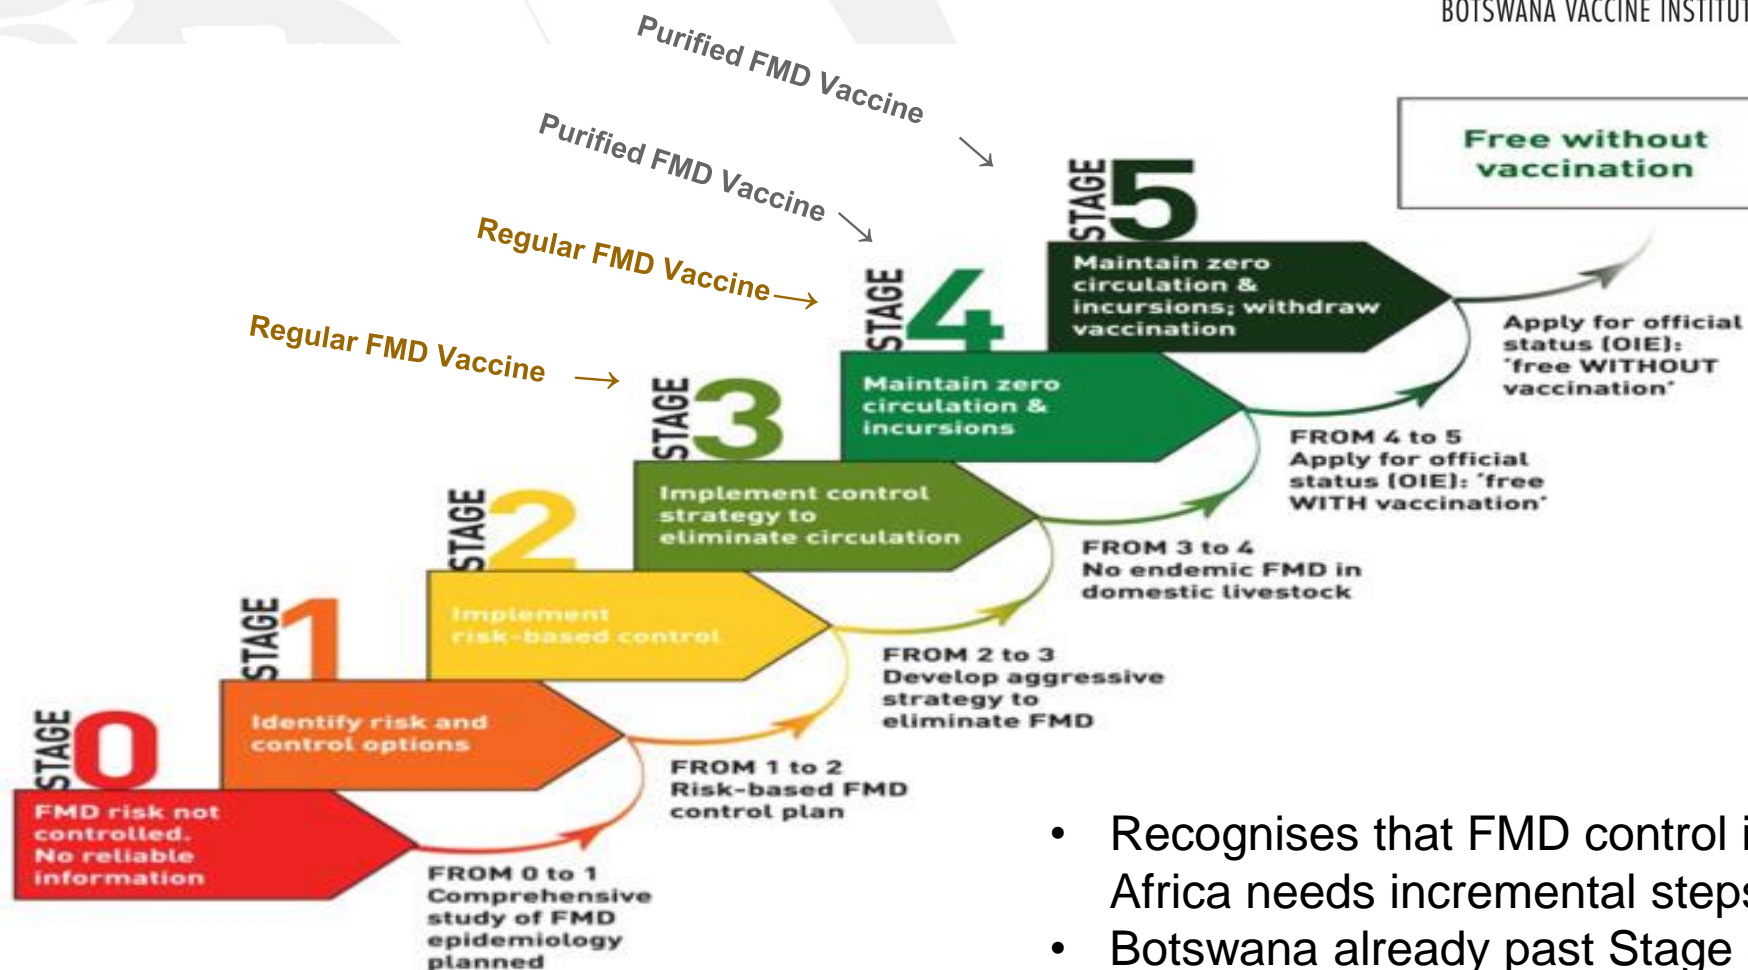 BOTSWANA VACCINE INSTITUT
Purified FMD Vaccine
Purified FMD Vaccine
Regular FMD Vaccine
Regular FMD Vaccine
Free without
vaccination
STAGE 5
Maintain zero
circulation &
incursions; withdraw
vaccination
Apply for official
status (OIE):
'free WITHOUT
vaccination'
STAGE 4
Maintain zero
circulation &
incursions
FROM 4 to 5
Apply for official
status (OIE): 'free
WITH vaccination'
STAGE 3
Implement control
strategy to
eliminate circulation
FROM 3 to 4
No endemic FMD in
domestic livestock
STAGE 2
Implement
risk-based control
FROM 2 to 3
Develop aggressive
strategy to
eliminate FMD
STAGE 1
Identify risk and
control options
FROM 1 to 2
Risk-based FMD
control plan
STAGE 0
FMD risk not
controlled.
No reliable
information
FROM 0 to 1
Comprehensive
study of FMD
epidemiology
planned
• Recognises that FMD control i
Africa needs incremental steps
• Botswana already past Stage